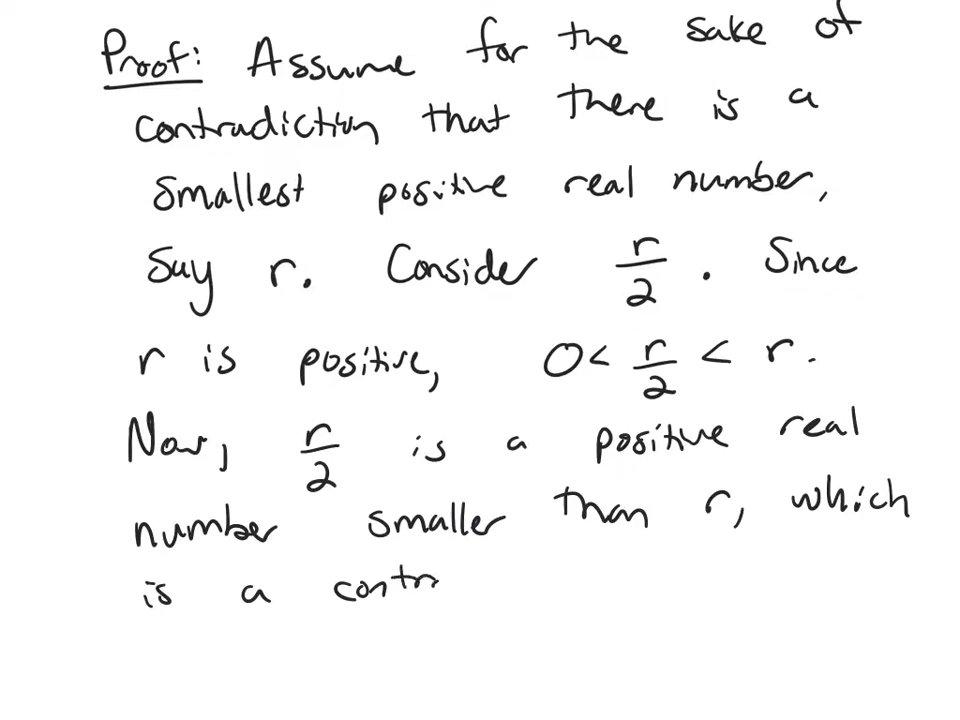 Proof: Assume for the sake of
contradiction that there is a
smallest positive real number,
Say r. Consider r/2. Since
r is positive, 0 < r/2 < r.
Now, r/2 is a positive real
number smaller than r, which
is a contr